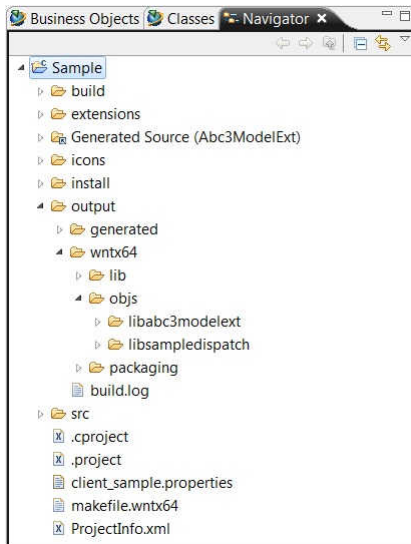 Business Objects Classes Navigator
Sample
build
extensions
Generated Source (Abc3ModelExt)
icons
install
output
generated
wntx64
lib
objs
libabc3modelext
libsampledispatch
packaging
build.log
src
.cproject
.project
client_sample.properties
makefile.wntx64
ProjectInfo.xml